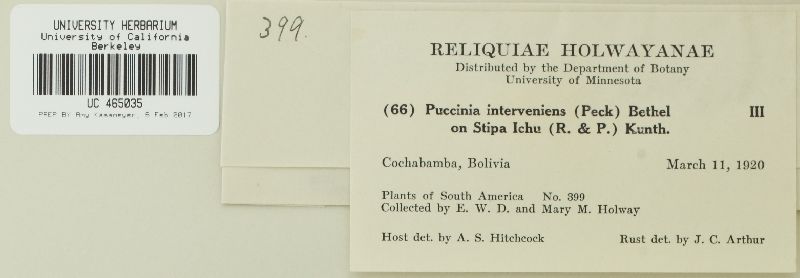 UNIVERSITY HERBARIUM
University of California
Berkeley
UC 465035
PREP BY Amy Kasameyer, 5 Feb 2017
399.
RELIQUIAE HOLWAYANAE
Distributed by the Department of Botany
University of Minnesota
(66) Puccinia interveniens (Peck) Bethel III
on Stipa Ichu (R. & P.) Kunth.
Cochabamba, Bolivia March 11, 1920
Plants of South America No. 399
Collected by E. W. D. and Mary M. Holway
Host det. by A. S. Hitchcock Rust det. by J. C. Arthur